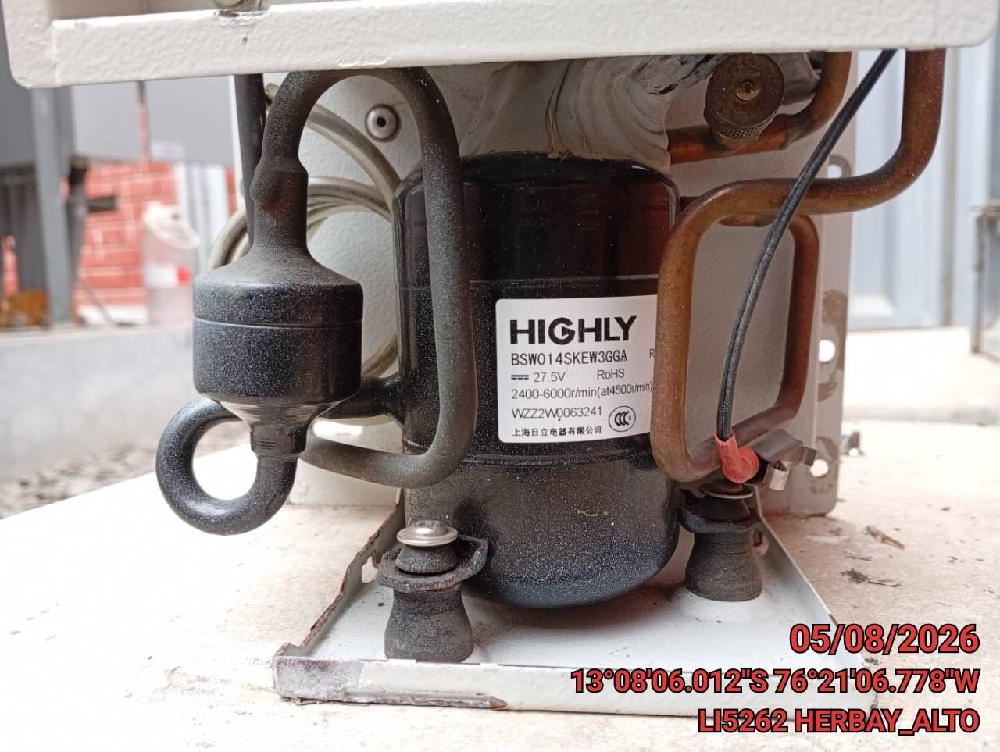 HIGHLY
BSW014SKEW3GGA
R
⎓ 27.5V RoHS
2400-6000r/min(at4500r/min)
WZZ2W0063241
CCC S
上海日立电器有限公司
05/08/2026
13°08'06.012"S 76°21'06.778"W
LI5262 HERBAY_ALTO